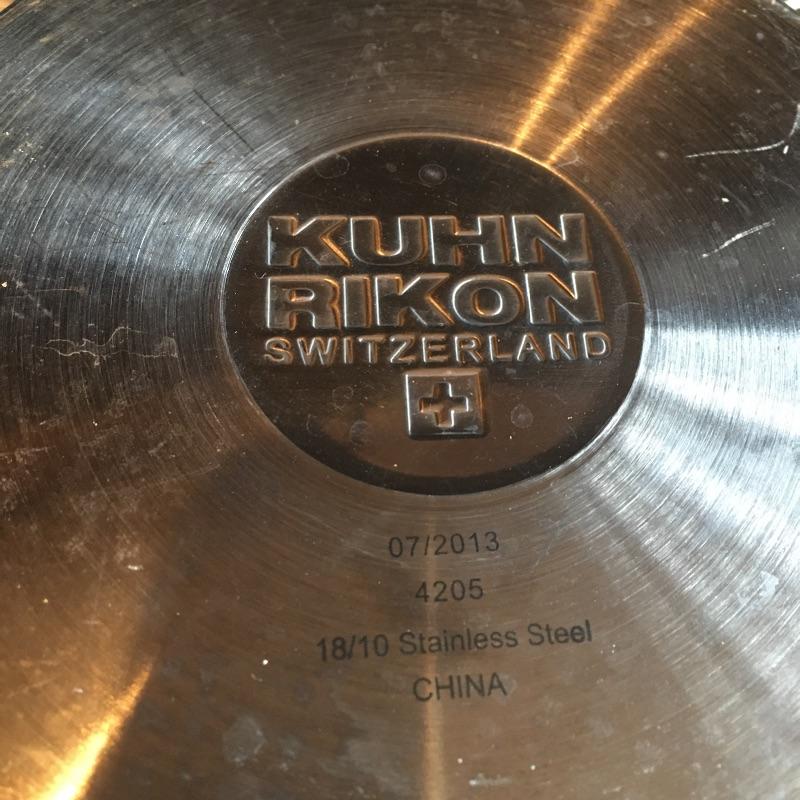 KUHN
RIKON
SWITZERLAND
07/2013
4205
18/10 Stainless Steel
CHINA